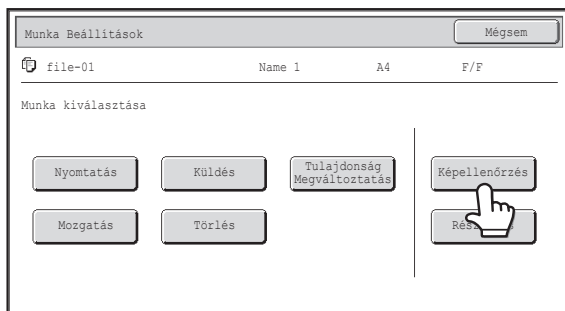 Munka Beállítások Mégsem
file-01 Name 1 A4 F/F
Munka kiválasztása
Nyomtatás Küldés Tulajdonság Megváltoztatás Képellenőrzés
Mozgatás Törlés